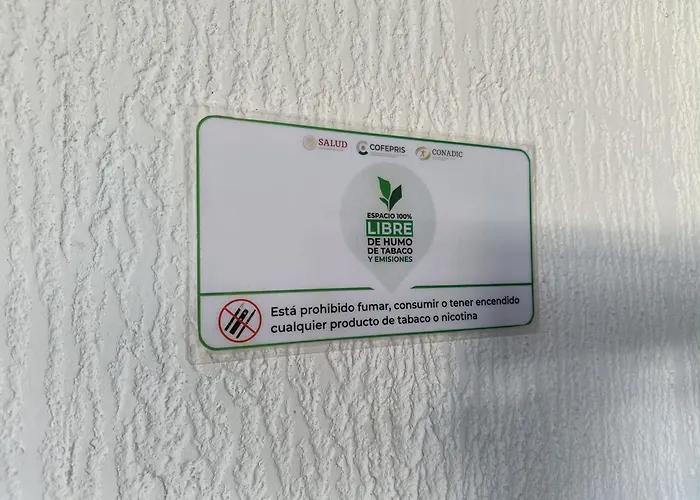 SALUD COFEPRIS CONADIC
ESPACIO 100%
LIBRE
DE HUMO
DE TABACO
Y EMISIONES
Está prohibido fumar, consumir o tener encendido
cualquier producto de tabaco o nicotina